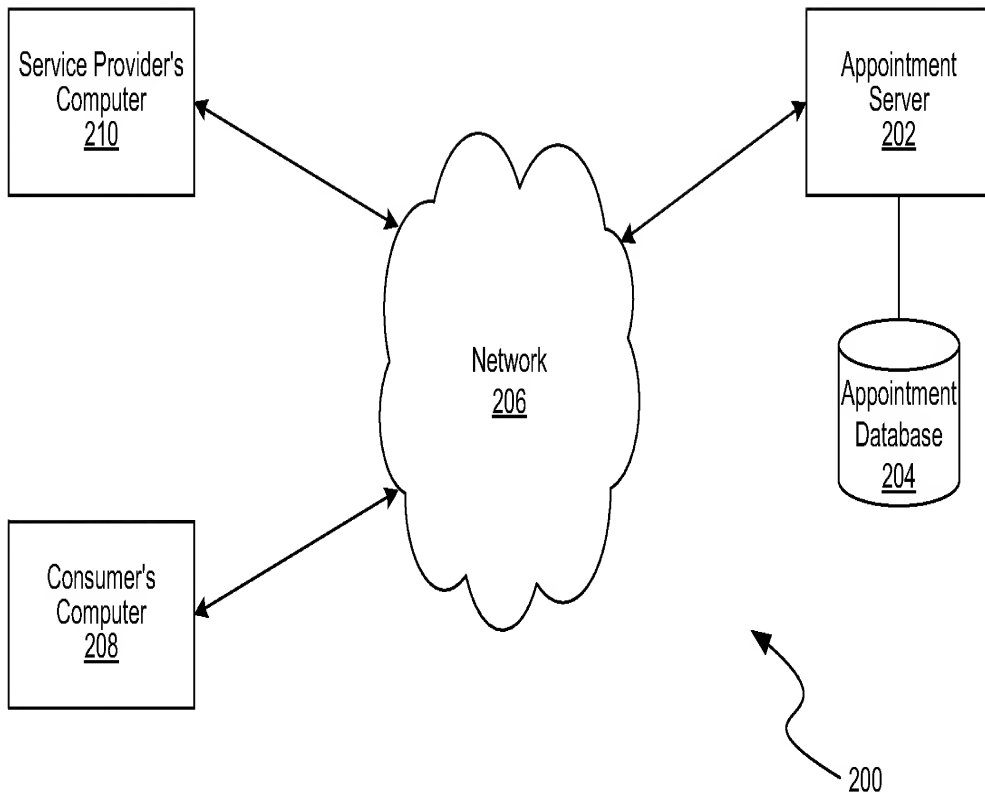 Service Provider's
Computer
210
Appointment
Server
202
Network
206
Appointment
Database
204
Consumer's
Computer
208
200